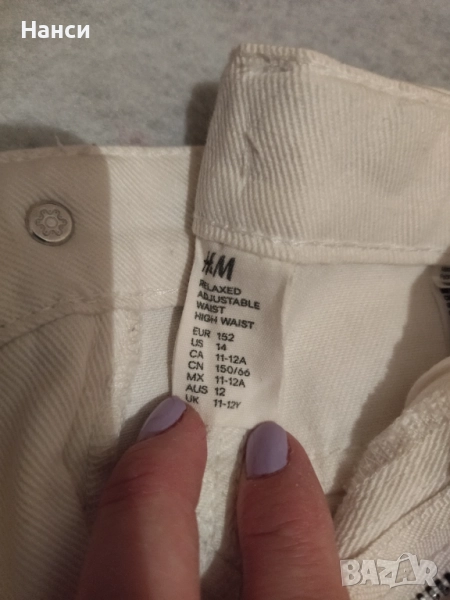 Нанси
H&M
RELAXED
ADJUSTABLE
WAIST
HIGH WAIST
EUR 152
US 14
CA 11-12A
CN 150/66
MX 11-12A
AUS 12
UK 11-12Y
BAZAR